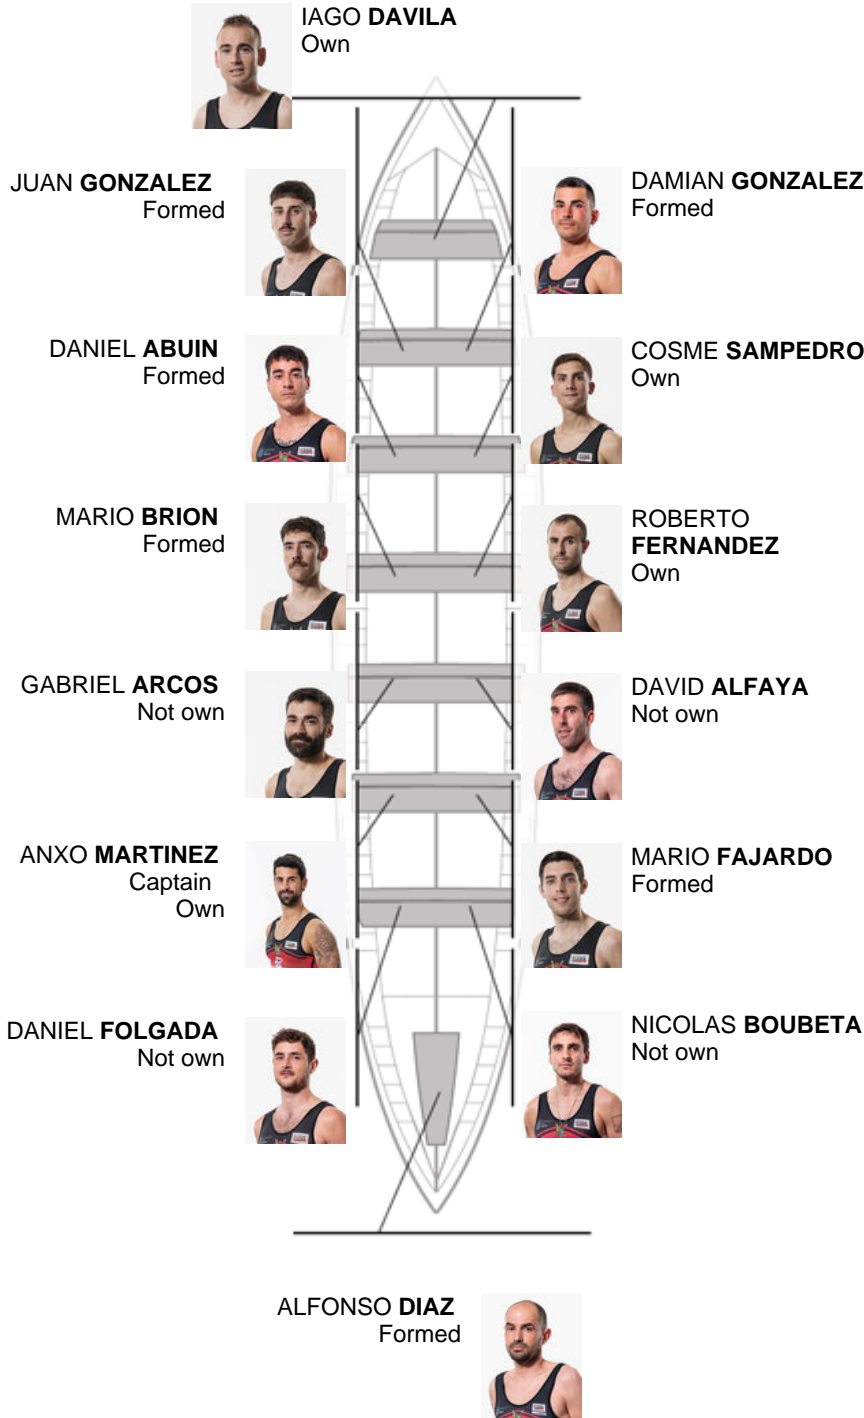 IAGO DAVILA
Own
JUAN GONZALEZ
Formed
DAMIAN GONZALEZ
Formed
DANIEL ABUIN
Formed
COSME SAMPEDRO
Own
MARIO BRION
Formed
ROBERTO
FERNANDEZ
Own
GABRIEL ARCOS
Not own
DAVID ALFAYA
Not own
ANXO MARTINEZ
Captain
Own
MARIO FAJARDO
Formed
DANIEL FOLGADA
Not own
NICOLAS BOUBETA
Not own
ALFONSO DIAZ
Formed